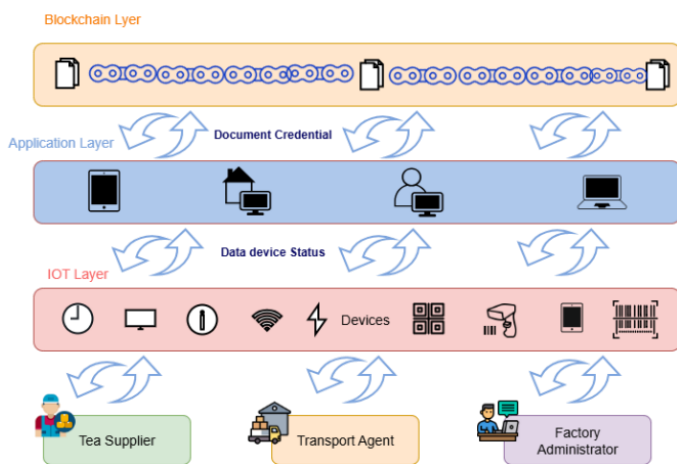 Blockchain Lyer
Document Credential
Application Layer
Data device Status
IOT Layer
Devices
Tea Supplier
Transport Agent
Factory
Administrator